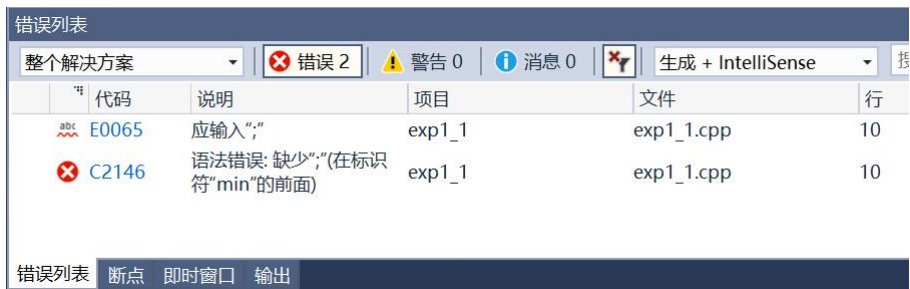 错误列表
整个解决方案 错误 2 警告 0 消息 0 生成 + IntelliSense
代码 说明 项目 文件 行
abc E0065 应输入“;” exp1_1 exp1_1.cpp 10
C2146 语法错误: 缺少“;”(在标识符“min”的前面) exp1_1 exp1_1.cpp 10
错误列表 断点 即时窗口 输出